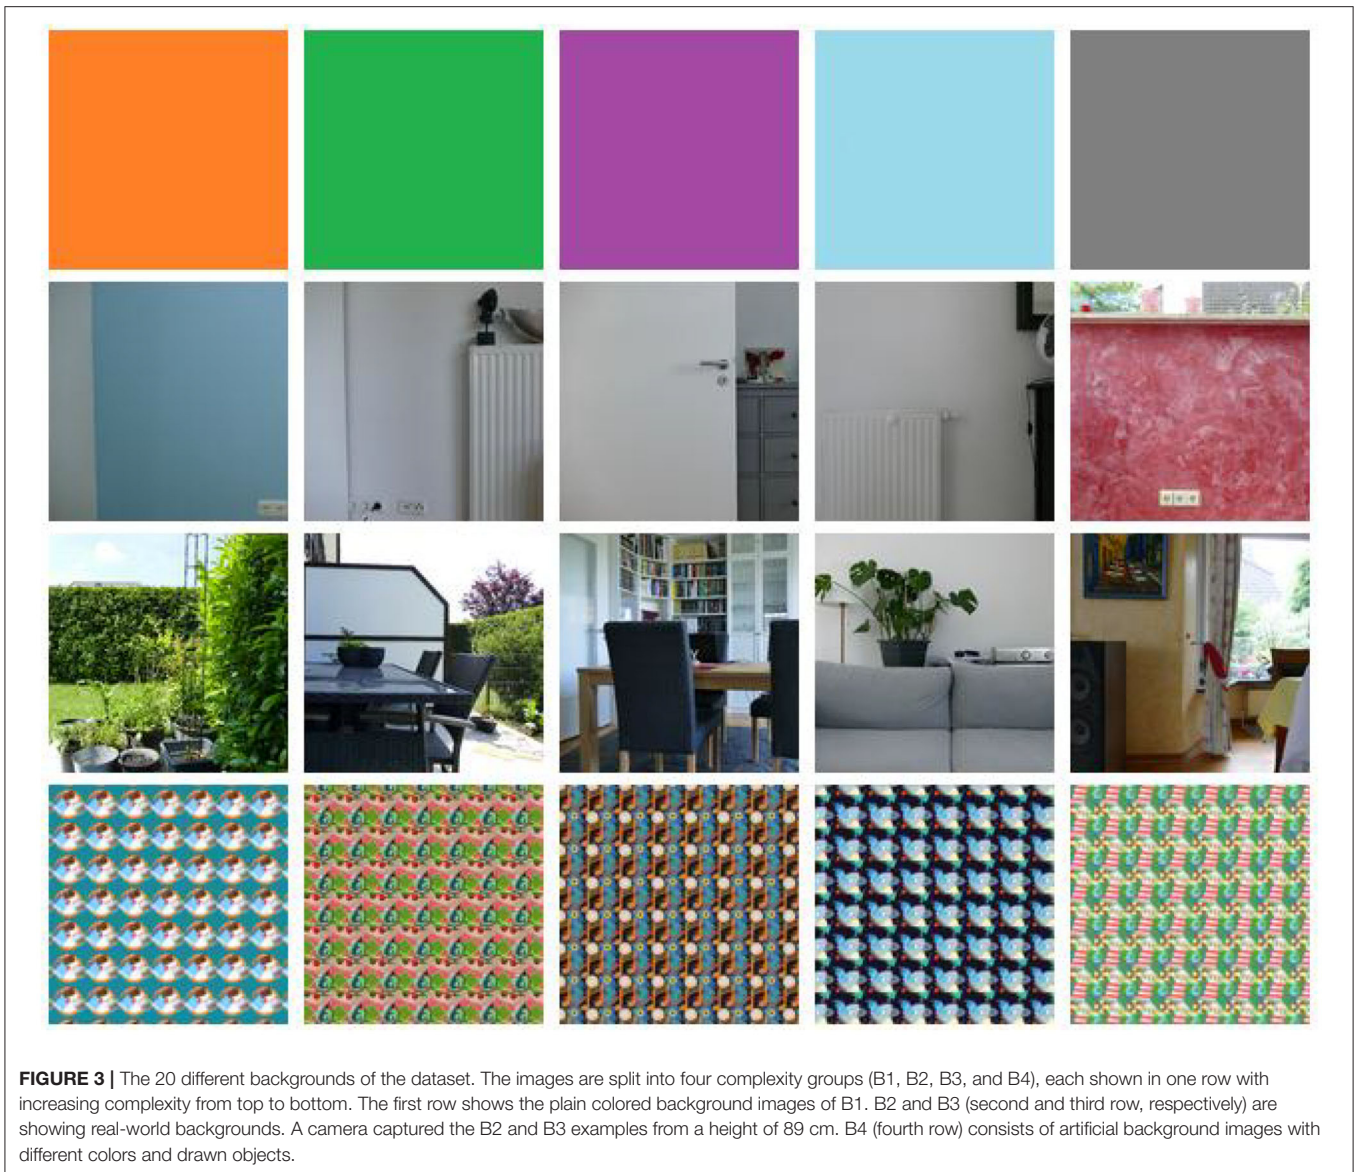 FIGURE 3 | The 20 different backgrounds of the dataset. The images are split into four complexity groups (B1, B2, B3, and B4), each shown in one row with
increasing complexity from top to bottom. The first row shows the plain colored background images of B1. B2 and B3 (second and third row, respectively) are
showing real-world backgrounds. A camera captured the B2 and B3 examples from a height of 89 cm. B4 (fourth row) consists of artificial background images with
different colors and drawn objects.